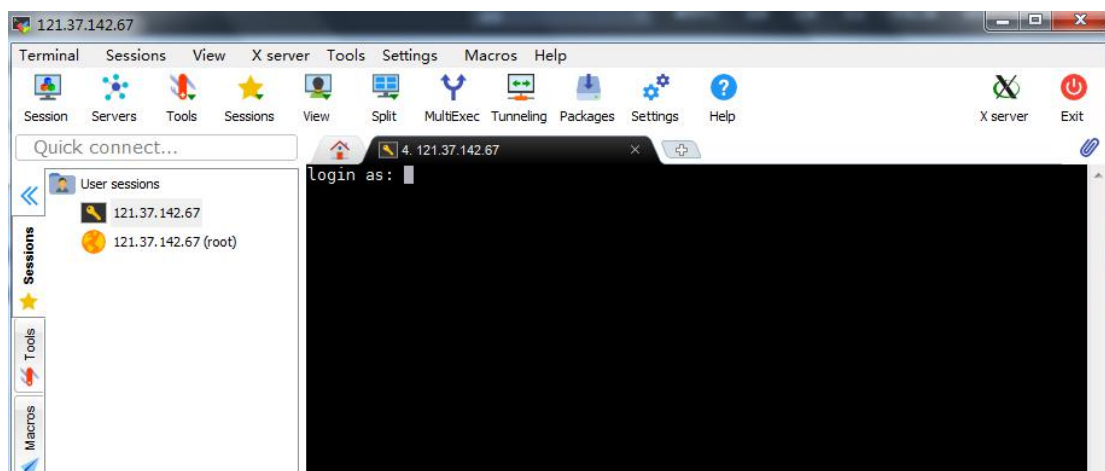 121.37.142.67
Terminal Sessions View X server Tools Settings Macros Help
Session Servers Tools Sessions View Split MultiExec Tunneling Packages Settings Help X server Exit
Quick connect...
4. 121.37.142.67
login as:
User sessions
121.37.142.67
121.37.142.67 (root)
Sessions
Tools
Macros